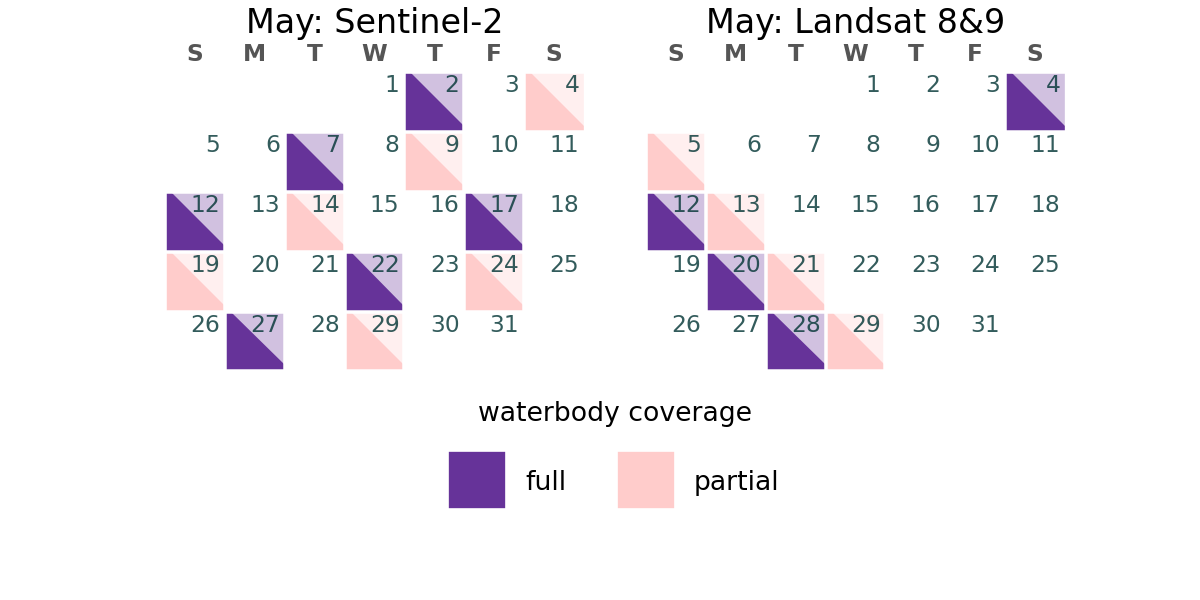 May: Sentinel-2
S M T W T F S
1 2 3 4
5 6 7 8 9 10 11
12 13 14 15 16 17 18
19 20 21 22 23 24 25
26 27 28 29 30 31
May: Landsat 8&9
S M T W T F S
1 2 3 4
5 6 7 8 9 10 11
12 13 14 15 16 17 18
19 20 21 22 23 24 25
26 27 28 29 30 31
waterbody coverage
full partial